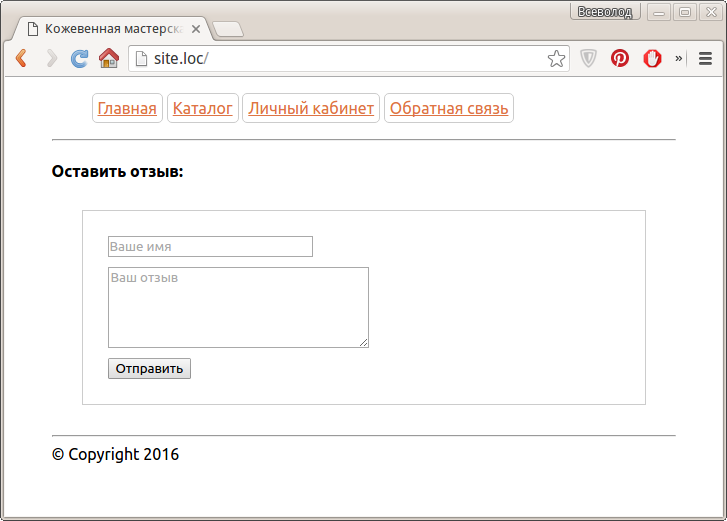 Всеволод
Кожевенная мастерска
site.loc/
»
Главная Каталог Личный кабинет Обратная связь
Оставить отзыв:
Ваше имя
Ваш отзыв
Отправить
© Copyright 2016